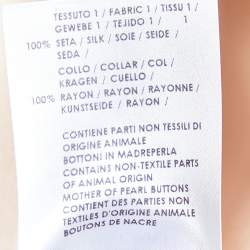 TESSUTO 1 / FABRIC 1 / TISSU 1 /
GEWEBE 1 / TEJIDO 1 / 1
100% SETA / SILK / SOIE / SEIDE /
SEDA /
COLLO / COLLAR / COL /
KRAGEN / CUELLO /
100% RAYON / RAYON / RAYONNE /
KUNSTSEIDE / RAYON /
CONTIENE PARTI NON TESSILI DI
ORIGINE ANIMALE
BOTTONI IN MADREPERLA
CONTAINS NON-TEXTILE PARTS
OF ANIMAL ORIGIN
MOTHER OF PEARL BUTTONS
CONTIENT DES PARTIES NON
TEXTILES D'ORIGINE ANIMALE
BOUTONS DE NACRE